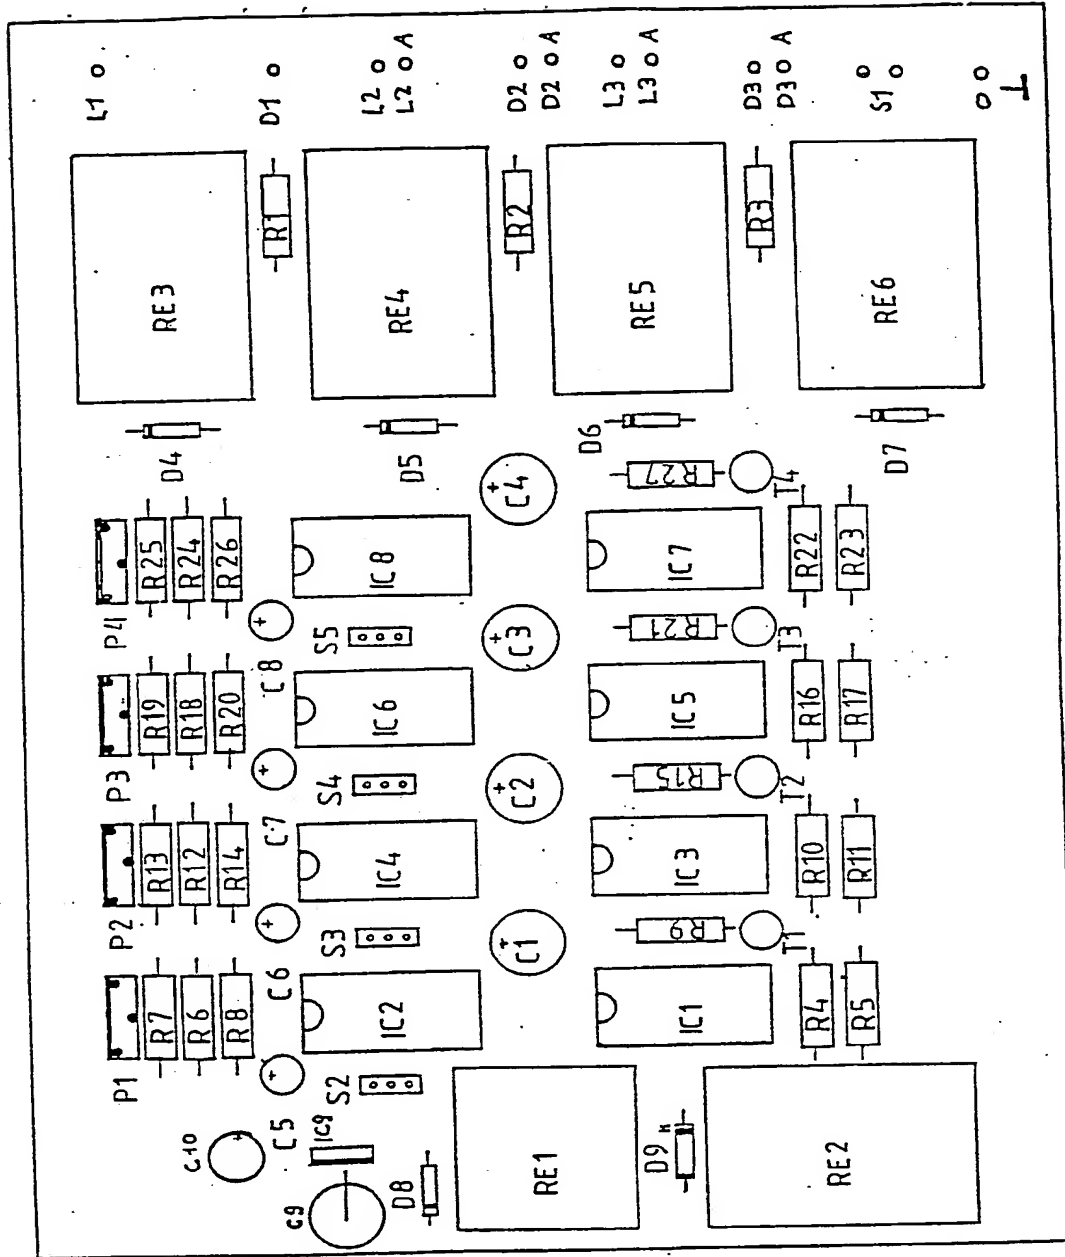 L1
D1
L2
L2 A
D2
D2 A
L3
L3 A
D3
D3 A
S1
RE3
R1
RE4
R2
RE5
R3
RE6
D4
D5
D6
D7
P4
R25
R24
R26
IC8
C4
R27
T4
IC7
R22
R23
P3
R19
R18
R20
C8
S5
IC6
C3
R21
T3
IC5
R16
R17
P2
R13
R12
R14
C7
S4
IC4
C2
R15
T2
IC3
R10
R11
P1
R7
R6
R8
C6
S3
IC2
C1
R9
T1
IC1
R4
R5
C10
C5
S2
IC9
C9
D8
RE1
D9
K
RE2
+
+
+
+
+
+
+
+
+